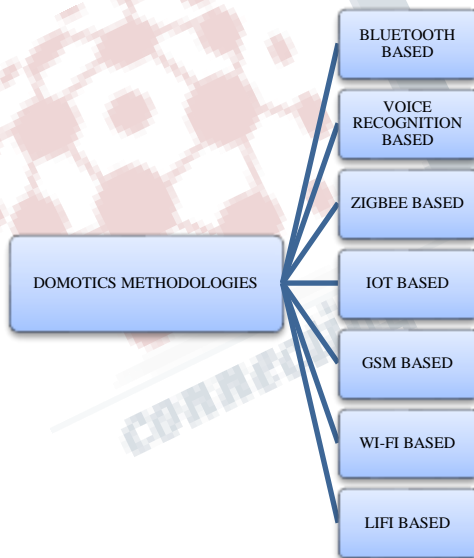 BLUETOOTH
BASED
VOICE
RECOGNITION
BASED
ZIGBEE BASED
DOMOTICS METHODOLOGIES
IOT BASED
GSM BASED
WI-FI BASED
LIFI BASED